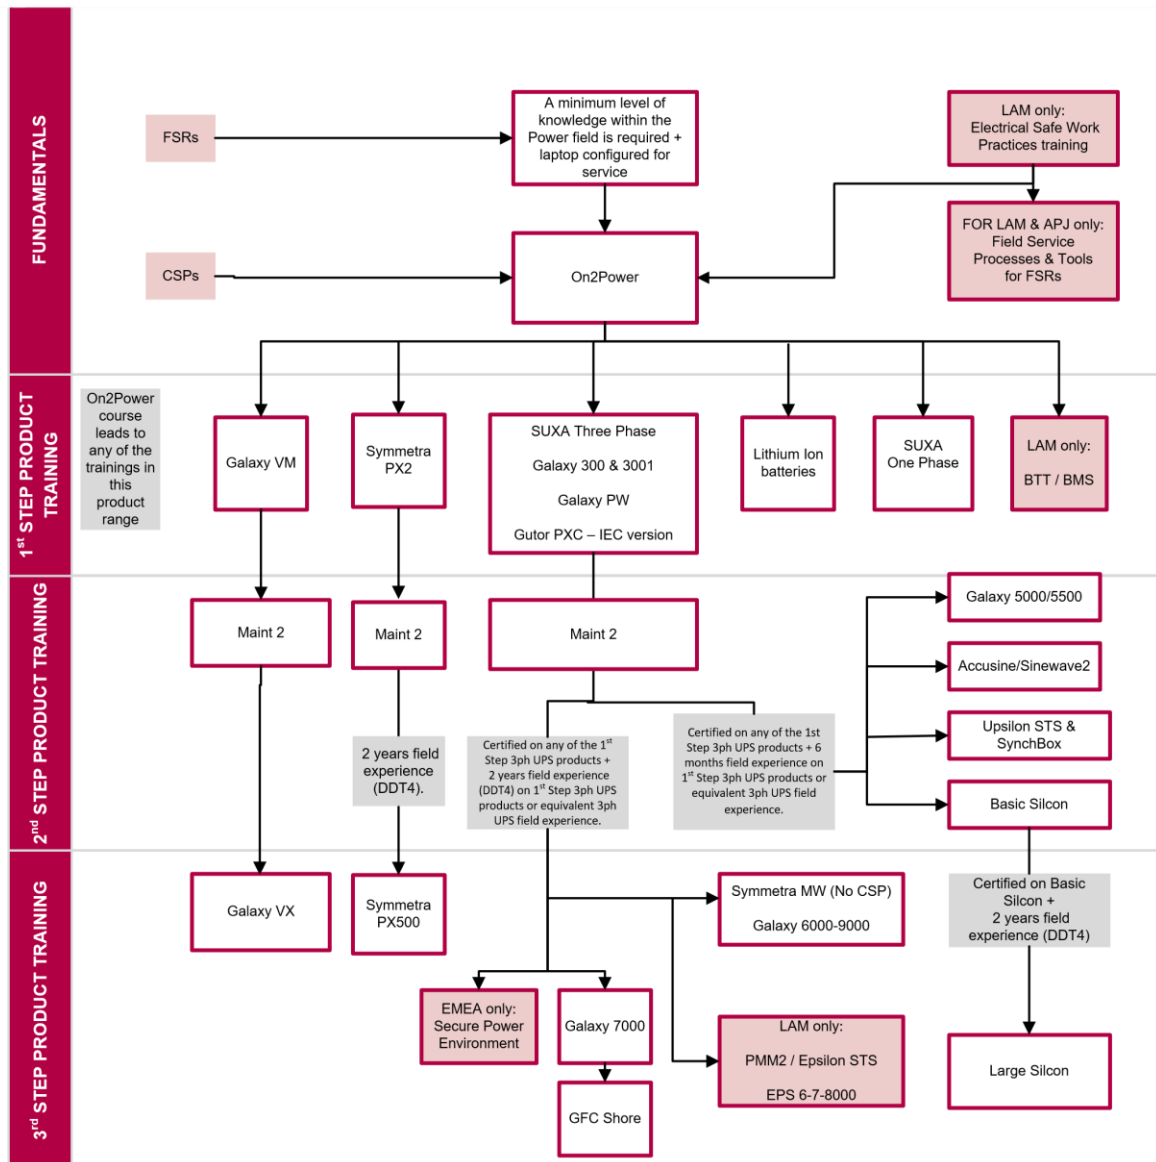 FUNDAMENTALS
FSRs
A minimum level of
knowledge within the
Power field is required +
laptop configured for
service
LAM only:
Electrical Safe Work
Practices training
FOR LAM & APJ only:
Field Service
Processes & Tools
for FSRs
CSPs
On2Power
1st STEP PRODUCT
TRAINING
On2Power
course
leads to
any of the
trainings in
this
product
range
Galaxy VM
Symmetra
PX2
SUXA Three Phase
Galaxy 300 & 3001
Galaxy PW
Gutor PXC – IEC version
Lithium Ion
batteries
SUXA
One Phase
LAM only:
BTT / BMS
2nd STEP PRODUCT TRAINING
Maint 2
Maint 2
Maint 2
Galaxy 5000/5500
Accusine/Sinewave2
Upsilon STS &
SynchBox
Basic Silcon
2 years field
experience
(DDT4).
Certified on any of the 1st
Step 3ph UPS products +
2 years field experience
(DDT4) on 1st Step 3ph UPS
products or equivalent 3ph
UPS field experience.
Certified on any of the 1st
Step 3ph UPS products + 6
months field experience on
1st Step 3ph UPS products or
equivalent 3ph UPS field
experience.
3rd STEP PRODUCT TRAINING
Galaxy VX
Symmetra
PX500
Symmetra MW (No CSP)
Galaxy 6000-9000
Certified on Basic
Silcon +
2 years field
experience (DDT4)
EMEA only:
Secure Power
Environment
Galaxy 7000
LAM only:
PMM2 / Epsilon STS
EPS 6-7-8000
GFC Shore
Large Silcon